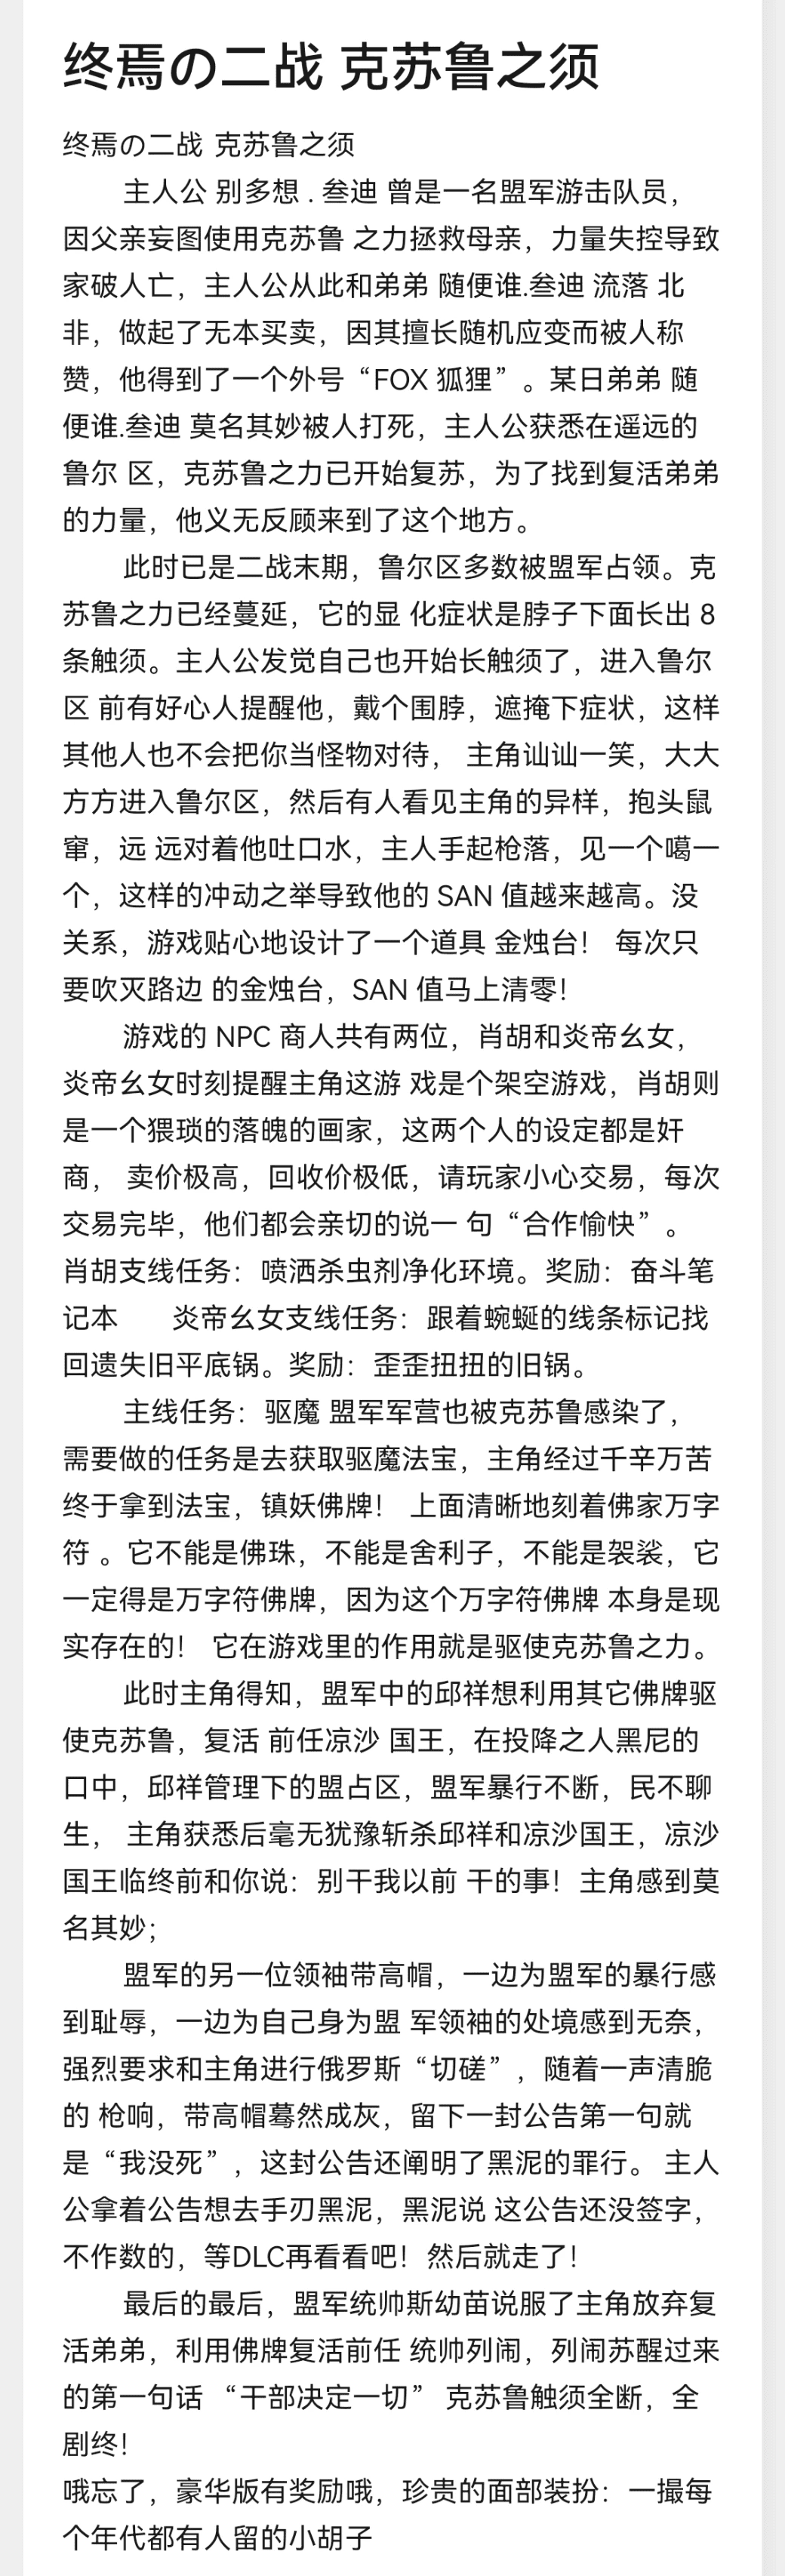 终焉の二战 克苏鲁之须
终焉の二战 克苏鲁之须
主人公 别多想 . 叁迪 曾是一名盟军游击队员，
因父亲妄图使用克苏鲁 之力拯救母亲，力量失控导致
家破人亡，主人公从此和弟弟 随便谁.叁迪 流落 北
非，做起了无本买卖，因其擅长随机应变而被人称
赞，他得到了一个外号“FOX 狐狸”。某日弟弟 随
便谁.叁迪 莫名其妙被人打死，主人公获悉在遥远的
鲁尔 区，克苏鲁之力已开始复苏，为了找到复活弟弟
的力量，他义无反顾来到了这个地方。
此时已是二战末期，鲁尔区多数被盟军占领。克
苏鲁之力已经蔓延，它的显 化症状是脖子下面长出 8
条触须。主人公发觉自己也开始长触须了，进入鲁尔
区 前有好心人提醒他，戴个围脖，遮掩下症状，这样
其他人也不会把你当怪物对待， 主角讪讪一笑，大大
方方进入鲁尔区，然后有人看见主角的异样，抱头鼠
窜，远 远对着他吐口水，主人手起枪落，见一个噶一
个，这样的冲动之举导致他的 SAN 值越来越高。没
关系，游戏贴心地设计了一个道具 金烛台！ 每次只
要吹灭路边 的金烛台，SAN 值马上清零！
游戏的 NPC 商人共有两位，肖胡和炎帝幺女，
炎帝幺女时刻提醒主角这游 戏是个架空游戏，肖胡则
是一个猥琐的落魄的画家，这两个人的设定都是奸
商， 卖价极高，回收价极低，请玩家小心交易，每次
交易完毕，他们都会亲切的说一 句“合作愉快”。
肖胡支线任务：喷洒杀虫剂净化环境。奖励：奋斗笔
记本 炎帝幺女支线任务：跟着蜿蜒的线条标记找
回遗失旧平底锅。奖励：歪歪扭扭的旧锅。
主线任务：驱魔 盟军军营也被克苏鲁感染了，
需要做的任务是去获取驱魔法宝，主角经过千辛万苦
终于拿到法宝，镇妖佛牌！ 上面清晰地刻着佛家万字
符 。它不能是佛珠，不能是舍利子，不能是袈裟，它
一定得是万字符佛牌，因为这个万字符佛牌 本身是现
实存在的！ 它在游戏里的作用就是驱使克苏鲁之力。
此时主角得知，盟军中的邱祥想利用其它佛牌驱
使克苏鲁，复活 前任凉沙 国王，在投降之人黑尼的
口中，邱祥管理下的盟占区，盟军暴行不断，民不聊
生， 主角获悉后毫无犹豫斩杀邱祥和凉沙国王，凉沙
国王临终前和你说：别干我以前 干的事！主角感到莫
名其妙；
盟军的另一位领袖带高帽，一边为盟军的暴行感
到耻辱，一边为自己身为盟 军领袖的处境感到无奈，
强烈要求和主角进行俄罗斯“切磋”，随着一声清脆
的 枪响，带高帽蓦然成灰，留下一封公告第一句就
是“我没死”，这封公告还阐明了黑泥的罪行。 主人
公拿着公告想去手刃黑泥，黑泥说 这公告还没签字，
不作数的，等DLC再看看吧！然后就走了！
最后的最后，盟军统帅斯幼苗说服了主角放弃复
活弟弟，利用佛牌复活前任 统帅列闹，列闹苏醒过来
的第一句话 “干部决定一切” 克苏鲁触须全断，全
剧终！
哦忘了，豪华版有奖励哦，珍贵的面部装扮：一撮每
个年代都有人留的小胡子